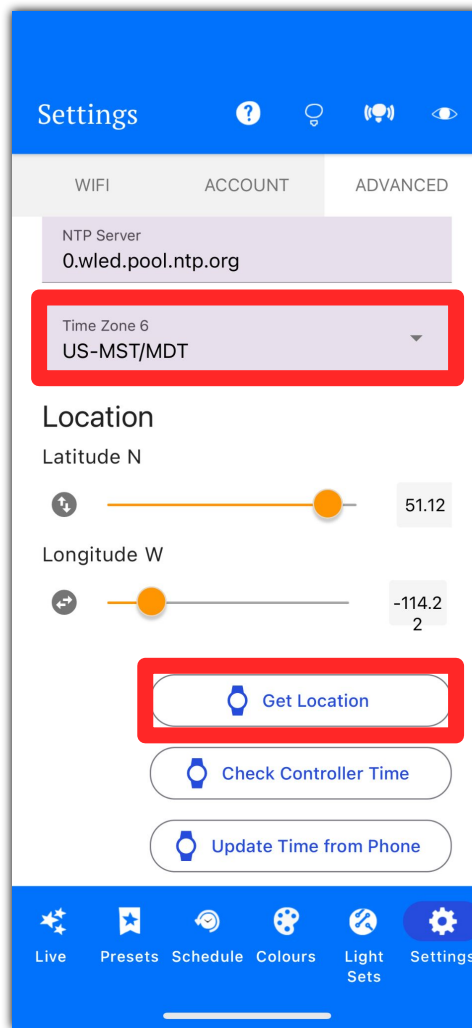 Settings
?
WIFI ACCOUNT ADVANCED
NTP Server
0.wled.pool.ntp.org
Time Zone 6
US-MST/MDT
Location
Latitude N
51.12
Longitude W
-114.2
2
Get Location
Check Controller Time
Update Time from Phone
Live Presets Schedule Colours Light Settings
Sets